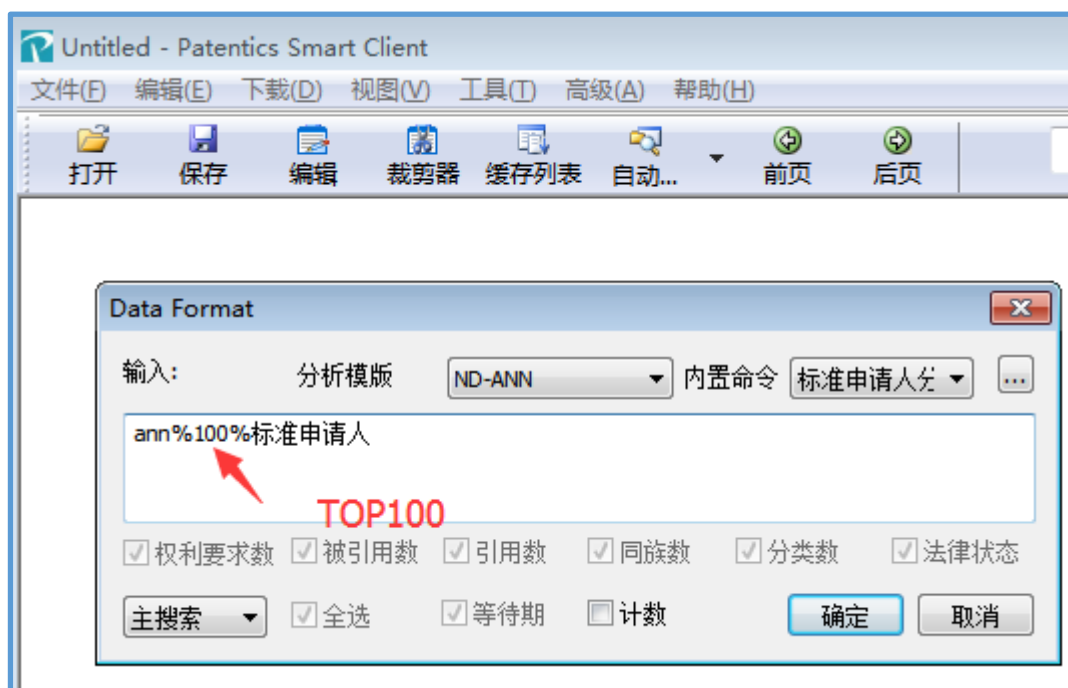 Untitled - Patentics Smart Client
文件(F) 编辑(E) 下载(D) 视图(V) 工具(T) 高级(A) 帮助(H)
打开 保存 编辑 裁剪器 缓存列表 自动... 前页 后页
Data Format
输入: 分析模版 ND-ANN 内置命令 标准申请人分 ...
ann%100%标准申请人
TOP100
权利要求数 被引用数 引用数 同族数 分类数 法律状态
主搜索 全选 等待期 计数 确定 取消